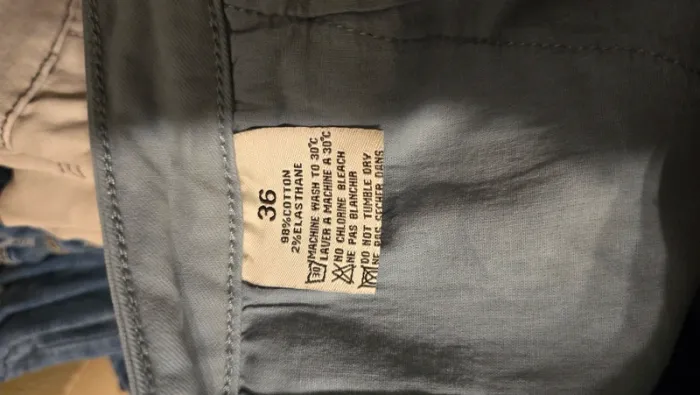 36
98%COTTON
2%ELASTHANE
30 MACHINE WASH TO 30°C
LAVER A MACHINE A 30°C
NO CHLORINE BLEACH
NE PAS BLANCHIR
DO NOT TUMBLE DRY
NE PAS SECHER DANS